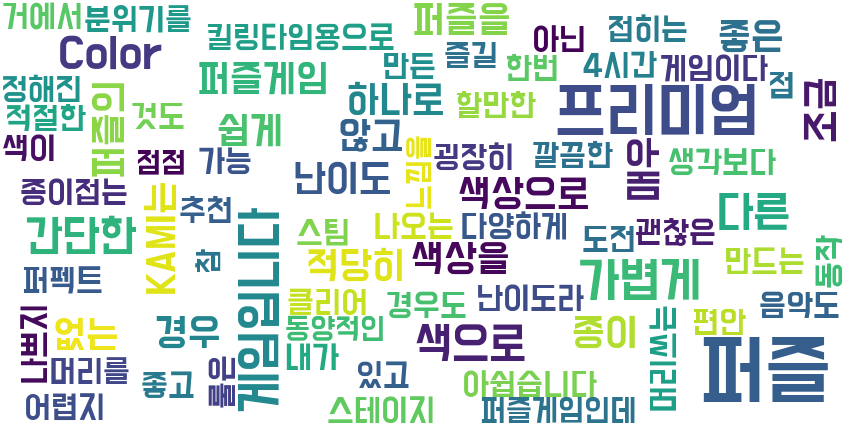 거에서 분위기를
Color
킬링타임용으로
퍼즐을
아닌
접히는
좋은
정해진
적절한
퍼즐인
것도
퍼즐게임
만든
즐길
한번
4시간
게임이다
점
조금
하나로
할만한
프리미엄
쉽게
않고
색이
점점
가능
난이도
느낌을
굉장히
깔끔한
아
봄
생각보다
종이접는
KAMI는
추천
색상으로
다른
간단한
스팀
나오는
다양하게
도전
괜찮은
퍼펙트
참
게임입니다
적당히
색상을
가볍게
만드는
동작
클리어
경우도
난이도라
음악도
나쁘지
없는
경우
동양적인
색으로
종이
머리쓰는
편안
퍼즐
머리를
좋고
룰은
내가
있고
아쉽습니다
어렵지
스테이지
퍼즐게임인데